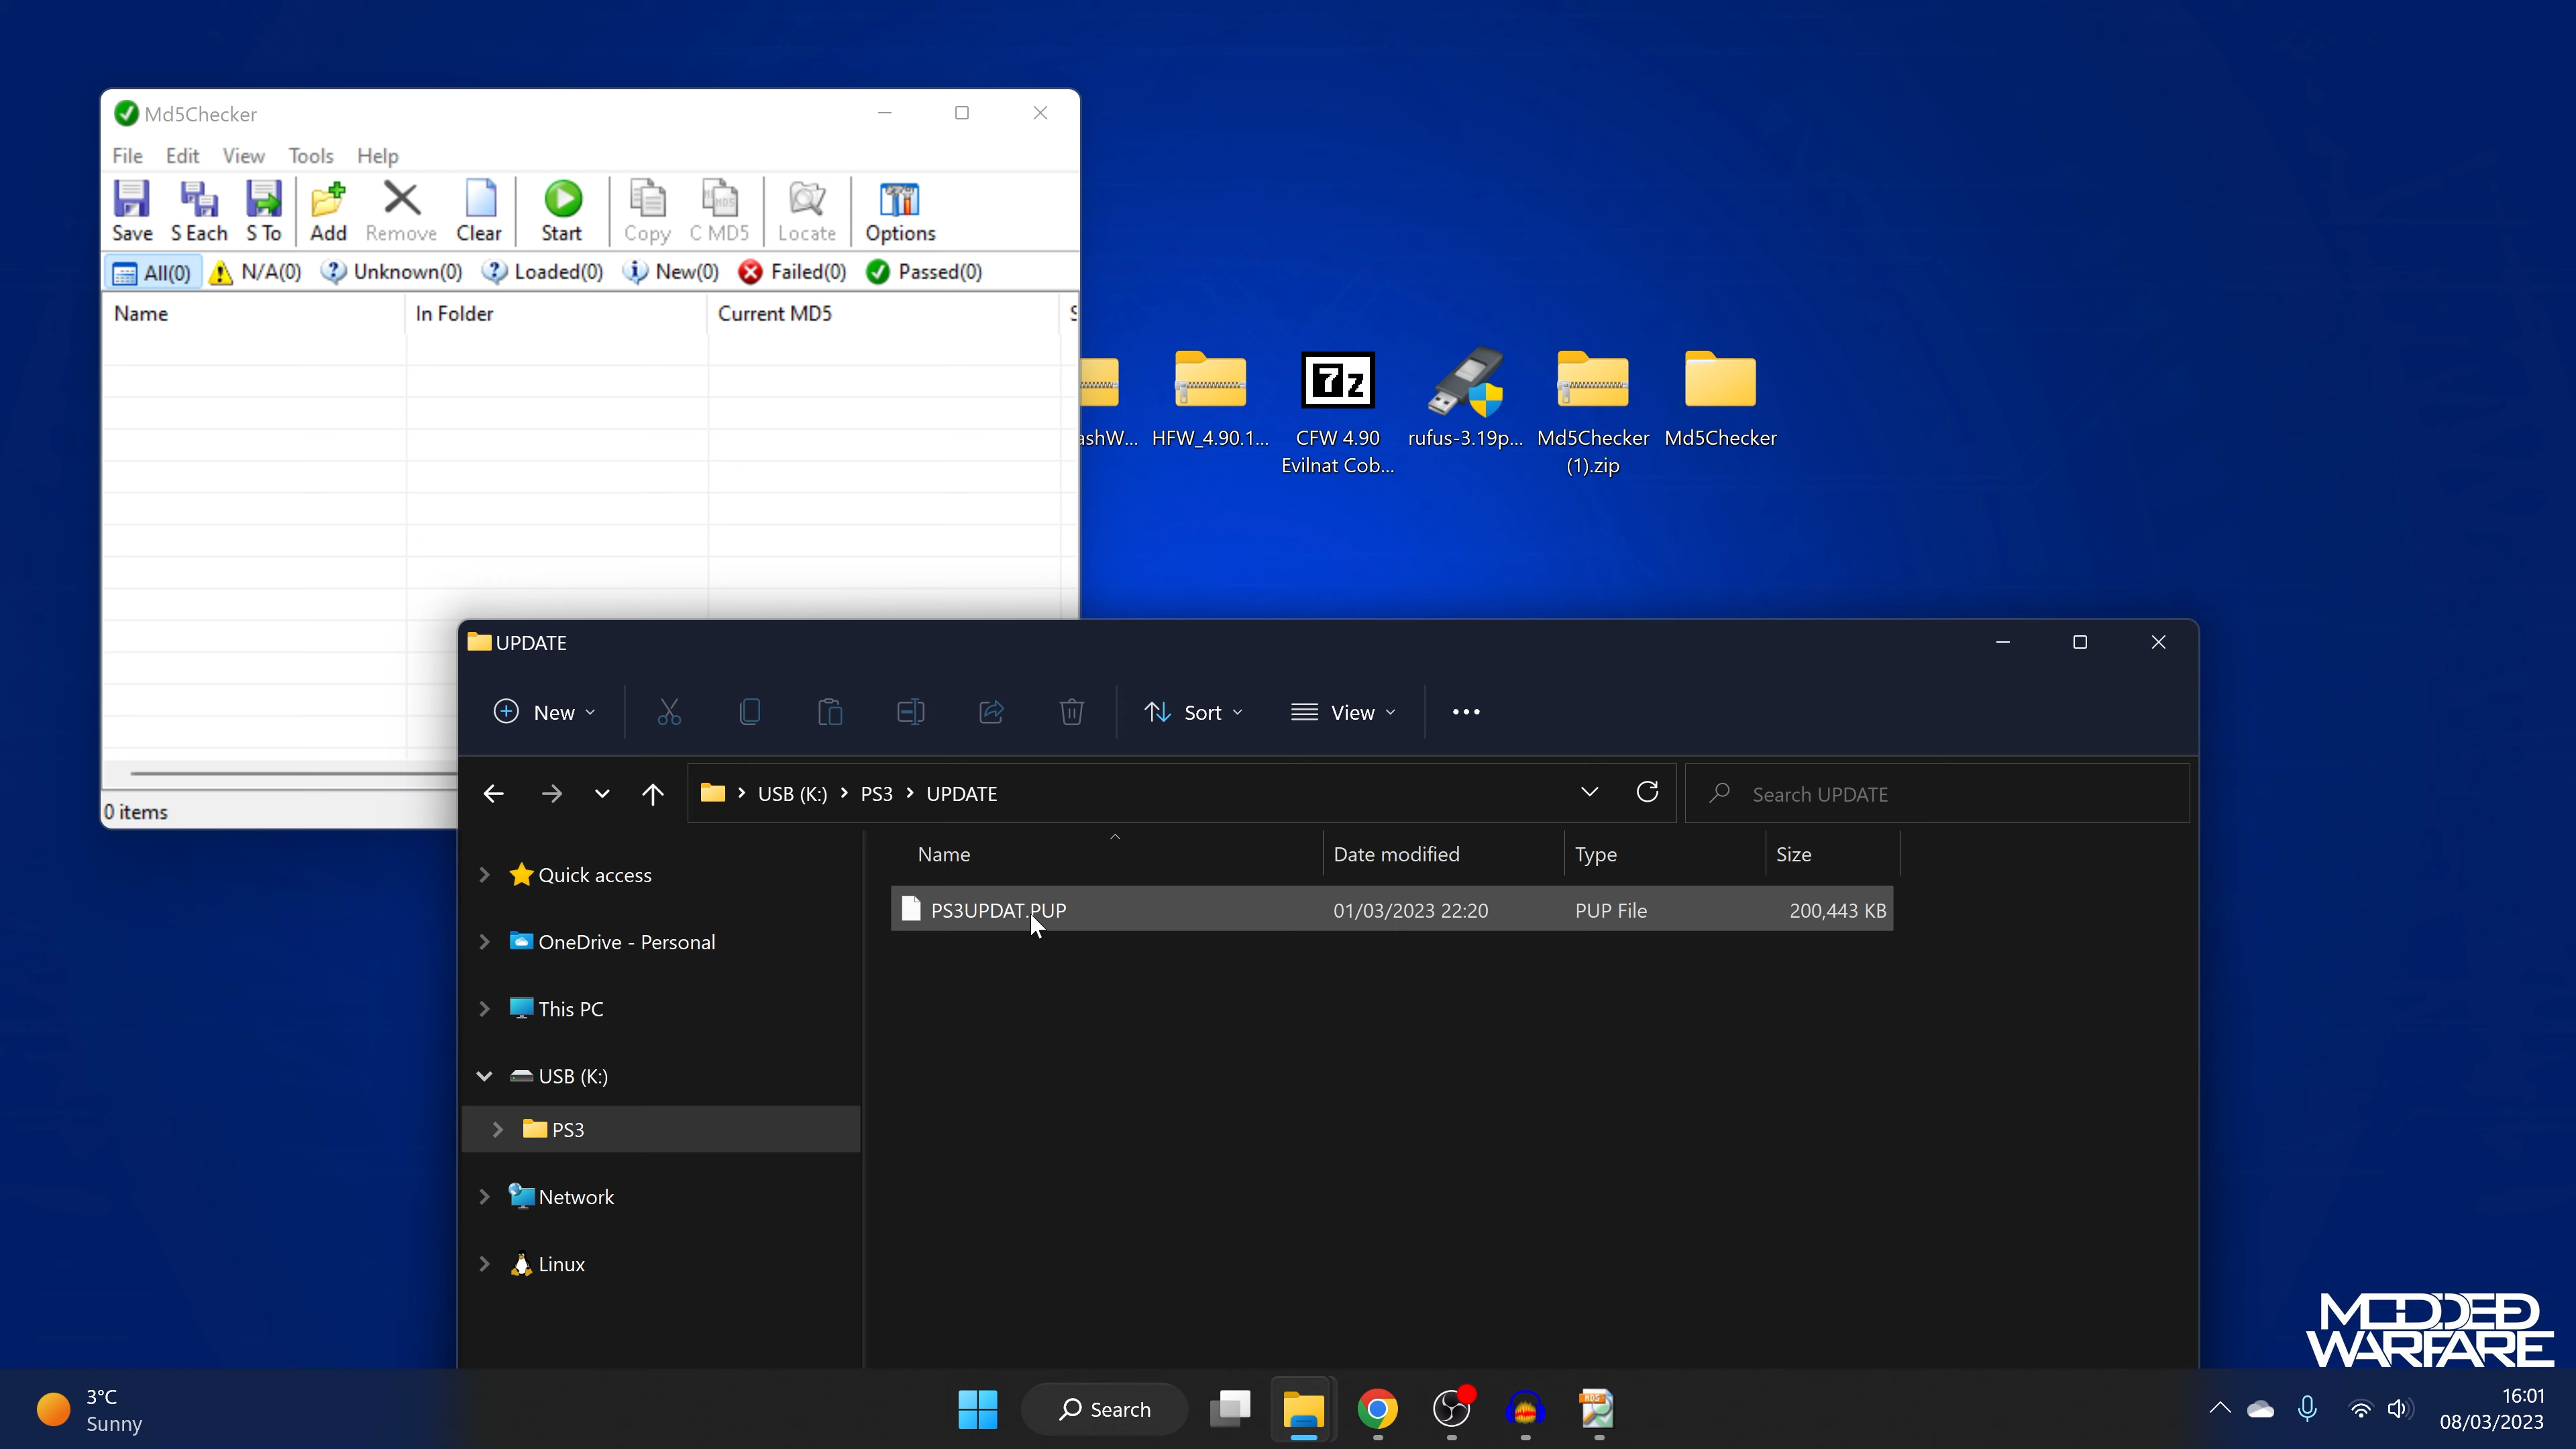 Md5Checker
File Edit View Tools Help
Save S Each S To Add Remove Clear Start Copy C MD5 Locate Options
All(0) N/A(0) Unknown(0) Loaded(0) New(0) Failed(0) Passed(0)
Name In Folder Current MD5
0 items
ashW... HFW_4.90.1... CFW 4.90 rufus-3.19p... Md5Checker Md5Checker
Evilnat Cob... (1).zip
UPDATE
New Sort View
USB (K:) PS3 UPDATE Search UPDATE
Name Date modified Type Size
PS3UPDAT.PUP 01/03/2023 22:20 PUP File 200,443 KB
Quick access
OneDrive - Personal
This PC
USB (K:)
PS3
Network
Linux
MODDED
WARFARE
3°C
Sunny
Search
16:01
08/03/2023